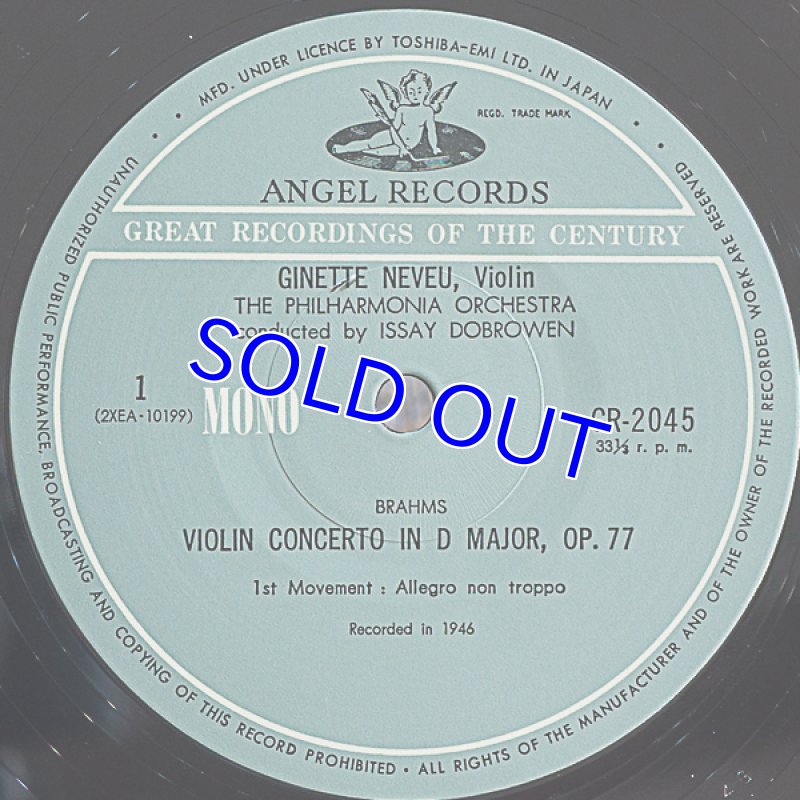 MFD. UNDER LICENCE BY TOSHIBA-EMI LTD. IN JAPAN
REGD. TRADE MARK
ANGEL RECORDS
GREAT RECORDINGS OF THE CENTURY
GINETTE NEVEU, Violin
THE PHILHARMONIA ORCHESTRA
conducted by ISSAY DOBROWEN
SOLD OUT
1
(2XEA-10199)
MONO
CR-2045
33⅓ r. p. m.
BRAHMS
VIOLIN CONCERTO IN D MAJOR, OP. 77
1st Movement : Allegro non troppo
Recorded in 1946
UNAUTHORIZED PUBLIC PERFORMANCE, BROADCASTING AND COPYING OF THIS RECORD PROHIBITED • ALL RIGHTS OF THE MANUFACTURER AND OF THE OWNER OF THE RECORDED WORK ARE RESERVED